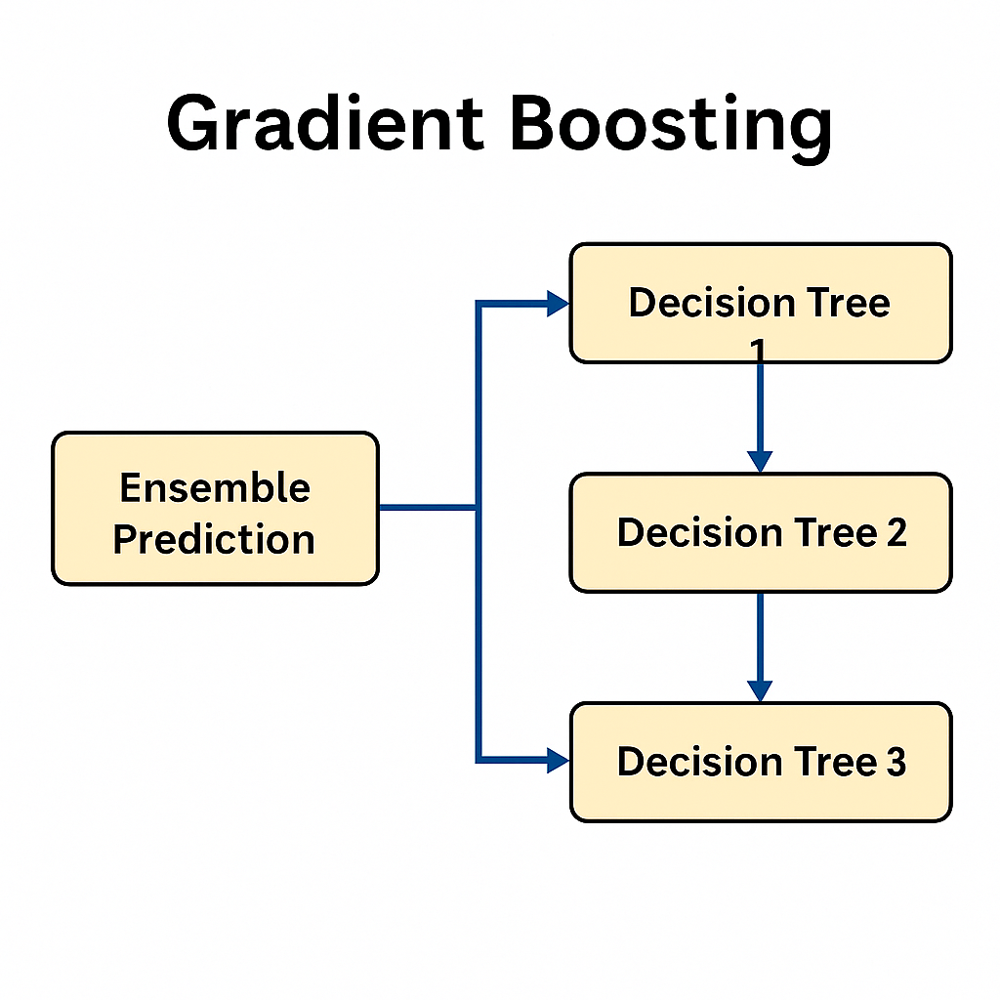 Gradient Boosting
Decision Tree
1
Ensemble
Prediction
Decision Tree 2
Decision Tree 3